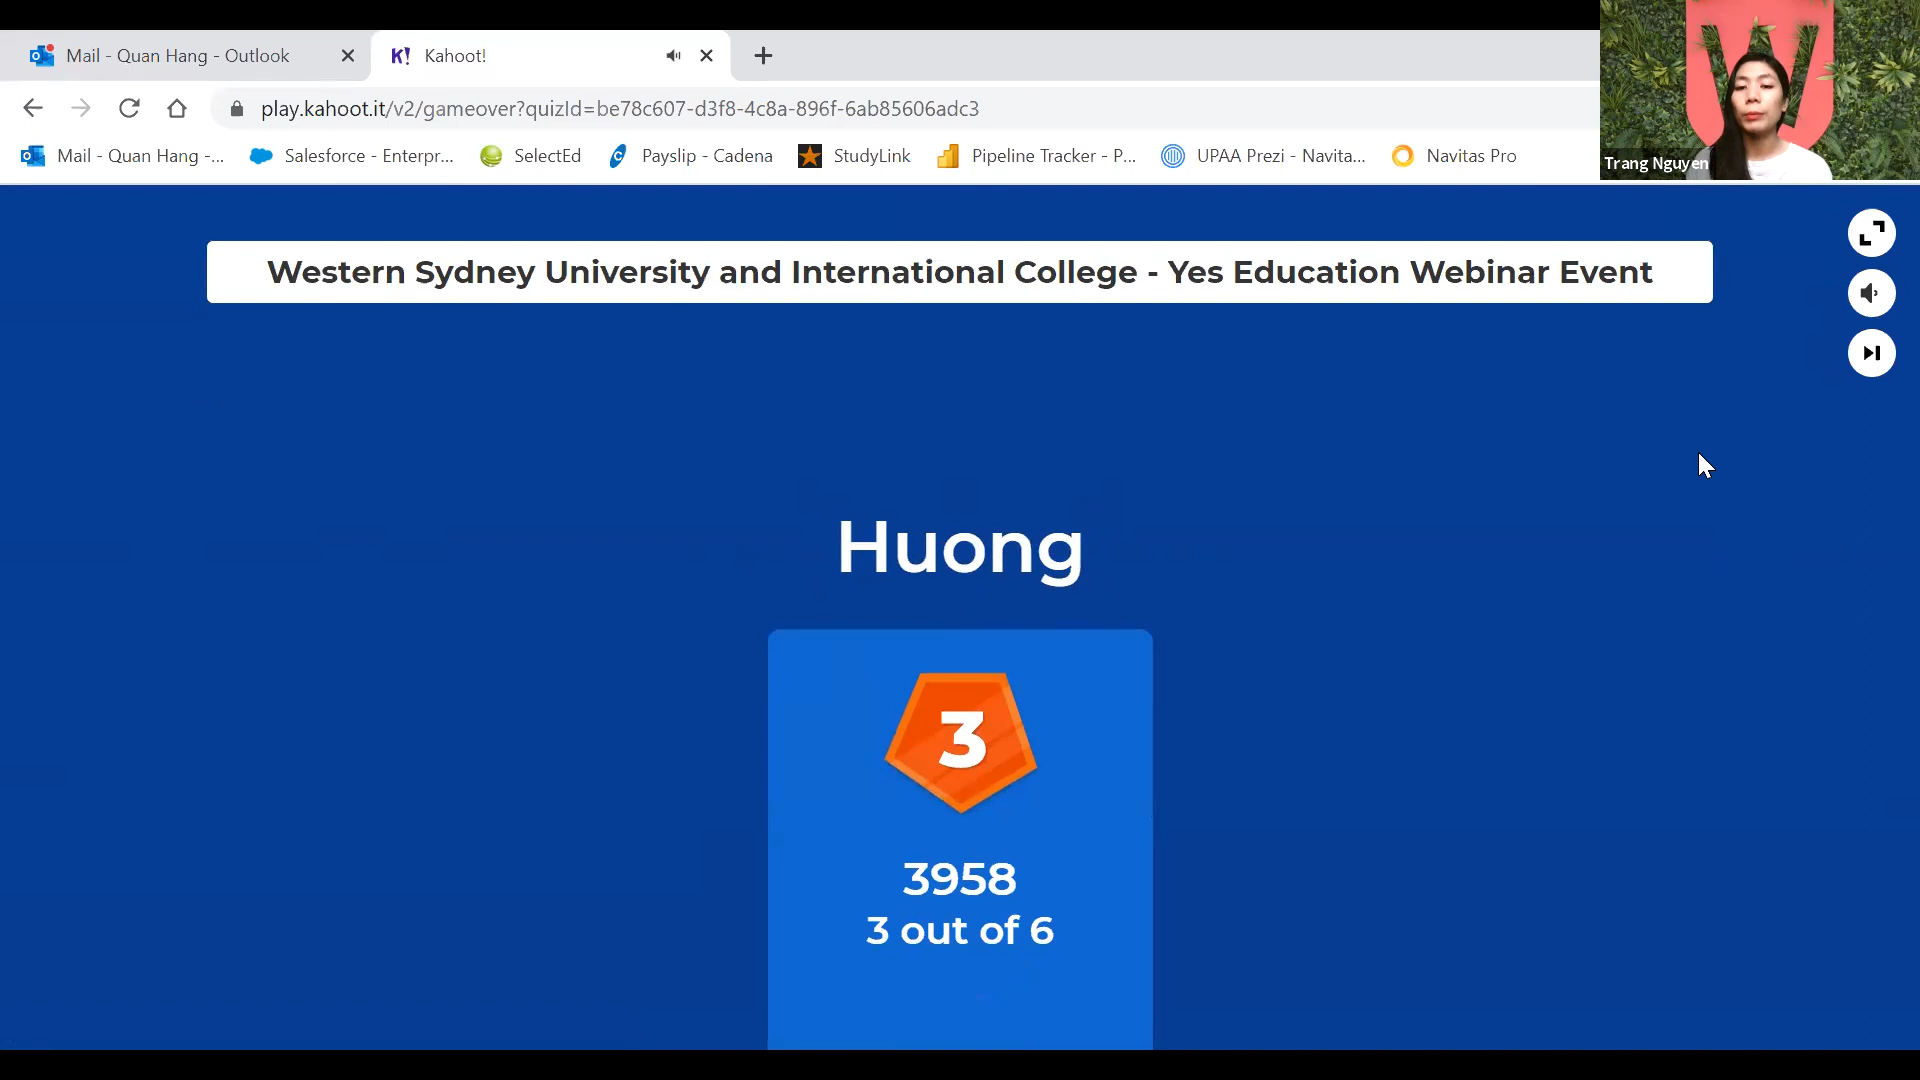 Mail - Quan Hang - Outlook
Kahoot!
play.kahoot.it/v2/gameover?quizId=be78c607-d3f8-4c8a-896f-6ab85606adc3
Mail - Quan Hang -...
Salesforce - Enterpr...
SelectEd
Payslip - Cadena
StudyLink
Pipeline Tracker - P...
UPAA Prezi - Navita...
Navitas Pro
Trang Nguyen
Western Sydney University and International College - Yes Education Webinar Event
Huong
3
3958
3 out of 6